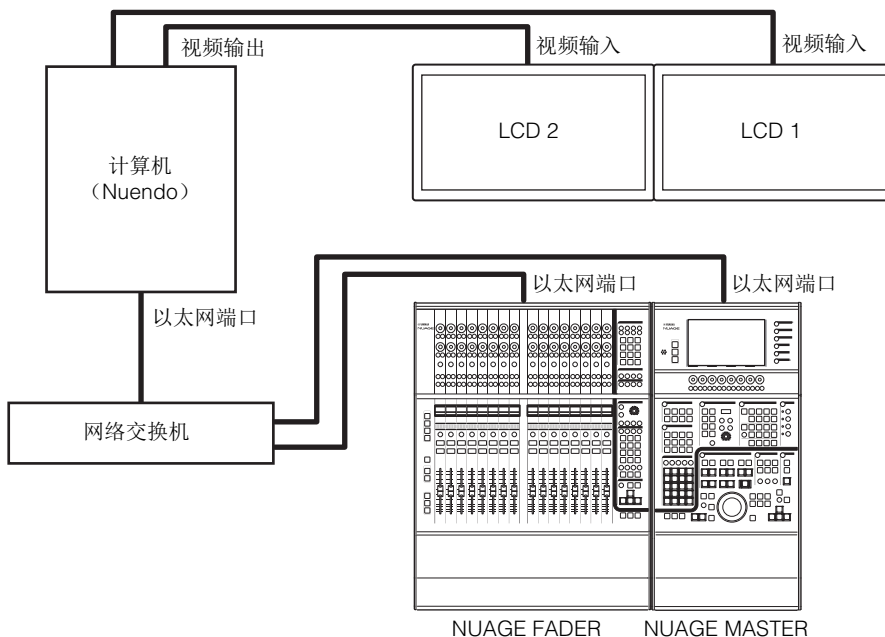 视频输出
视频输入
视频输入
LCD 2
LCD 1
计算机
（Nuendo）
以太网端口
以太网端口
以太网端口
网络交换机
NUAGE FADER
NUAGE MASTER